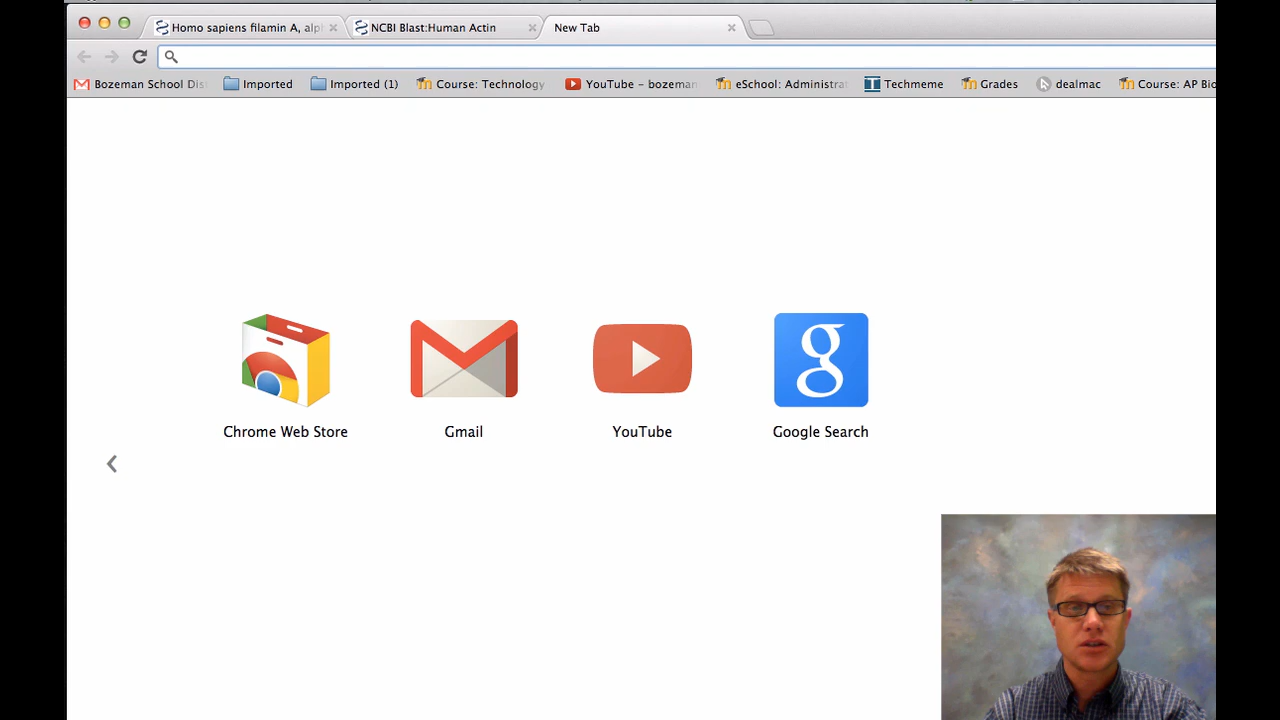 Homo sapiens filamin A, alp
NCBI Blast:Human Actin
New Tab
Bozeman School Dis
Imported
Imported (1)
Course: Technology
YouTube – bozeman
eSchool: Administrat
Techmeme
Grades
dealmac
Course: AP Bio
Chrome Web Store
Gmail
YouTube
Google Search